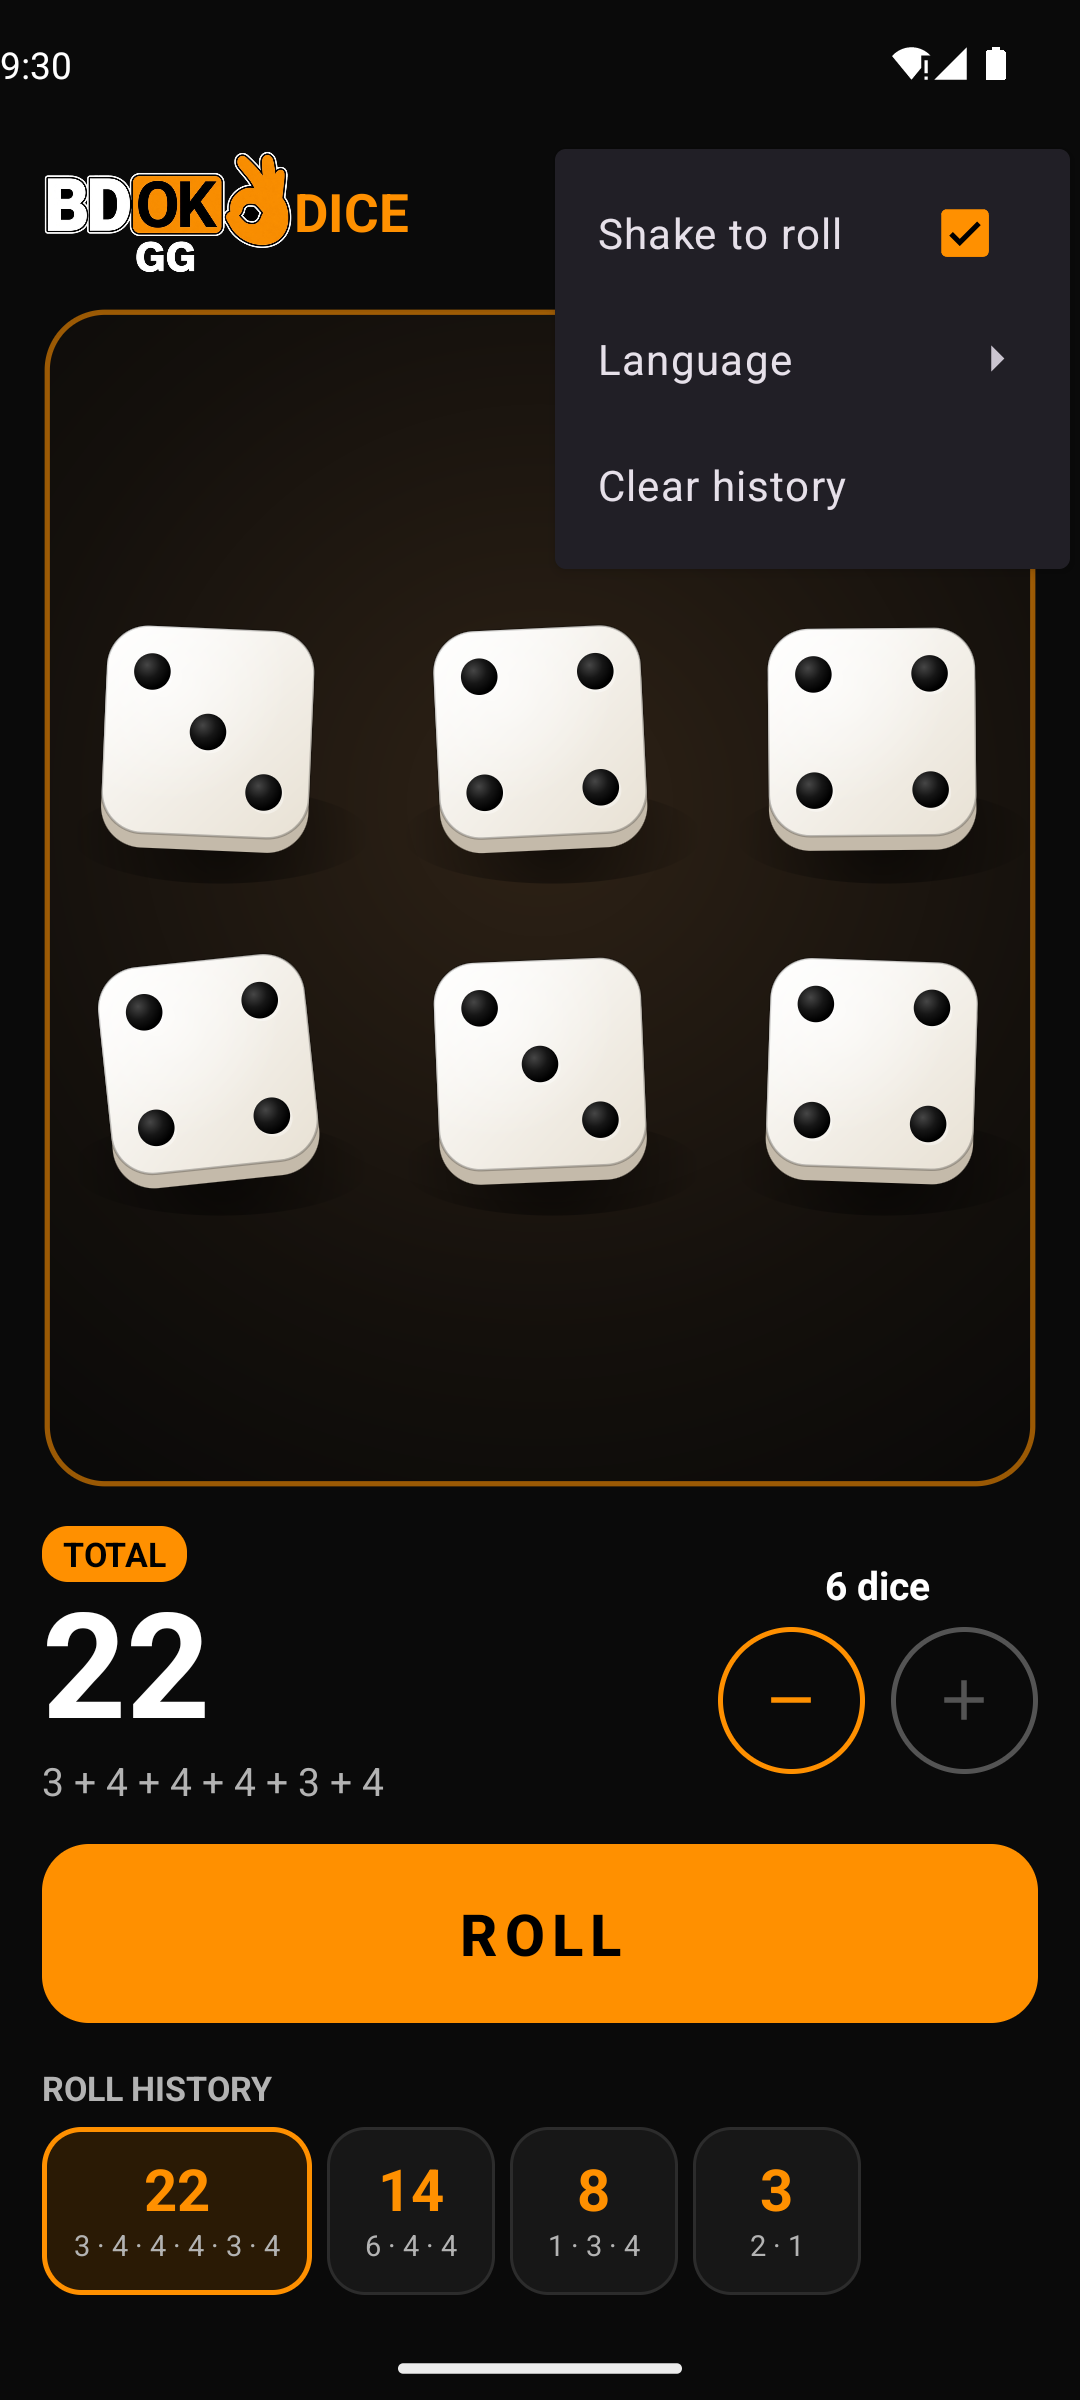 9:30
BDOK DICE
GG
Shake to roll
Language
Clear history
TOTAL
22
3 + 4 + 4 + 4 + 3 + 4
6 dice
ROLL
ROLL HISTORY
22
3 · 4 · 4 · 4 · 3 · 4
14
6 · 4 · 4
8
1 · 3 · 4
3
2 · 1